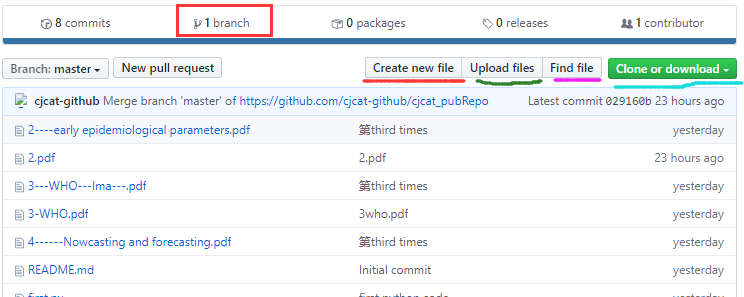 8 commits 1 branch 0 packages 0 releases 1 contributor
Branch: master New pull request Create new file Upload files Find file Clone or download
cjcat-github Merge branch 'master' of https://github.com/cjcat-github/cjcat_pubRepo Latest commit 029160b 23 hours ago
2----early epidemiological parameters.pdf 第third times yesterday
2.pdf 2.pdf 23 hours ago
3---WHO---Ima---.pdf 第third times yesterday
3-WHO.pdf 3who.pdf yesterday
4------Nowcasting and forecasting.pdf 第third times yesterday
README.md Initial commit yesterday
first.py first python code yesterday